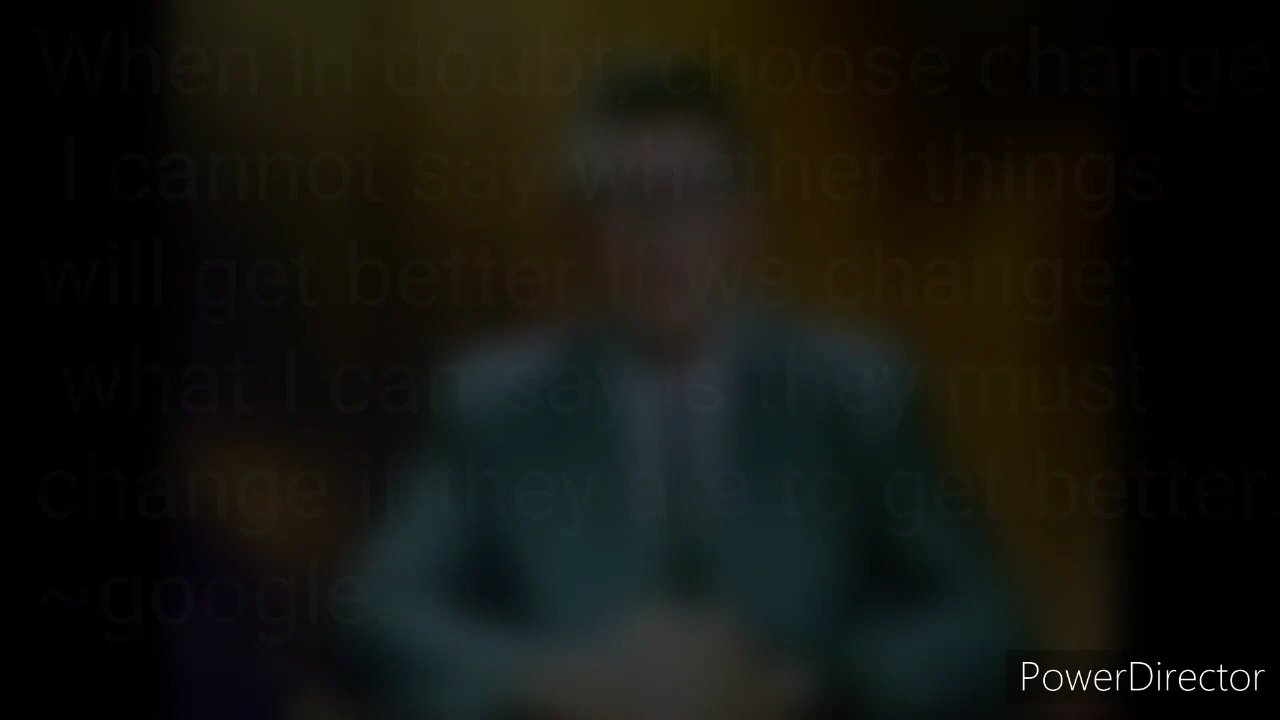 When in doubt, choose change
I cannot say whether things
will get better if we change;
what I can say is they must
change if they are to get better.
~google
PowerDirector